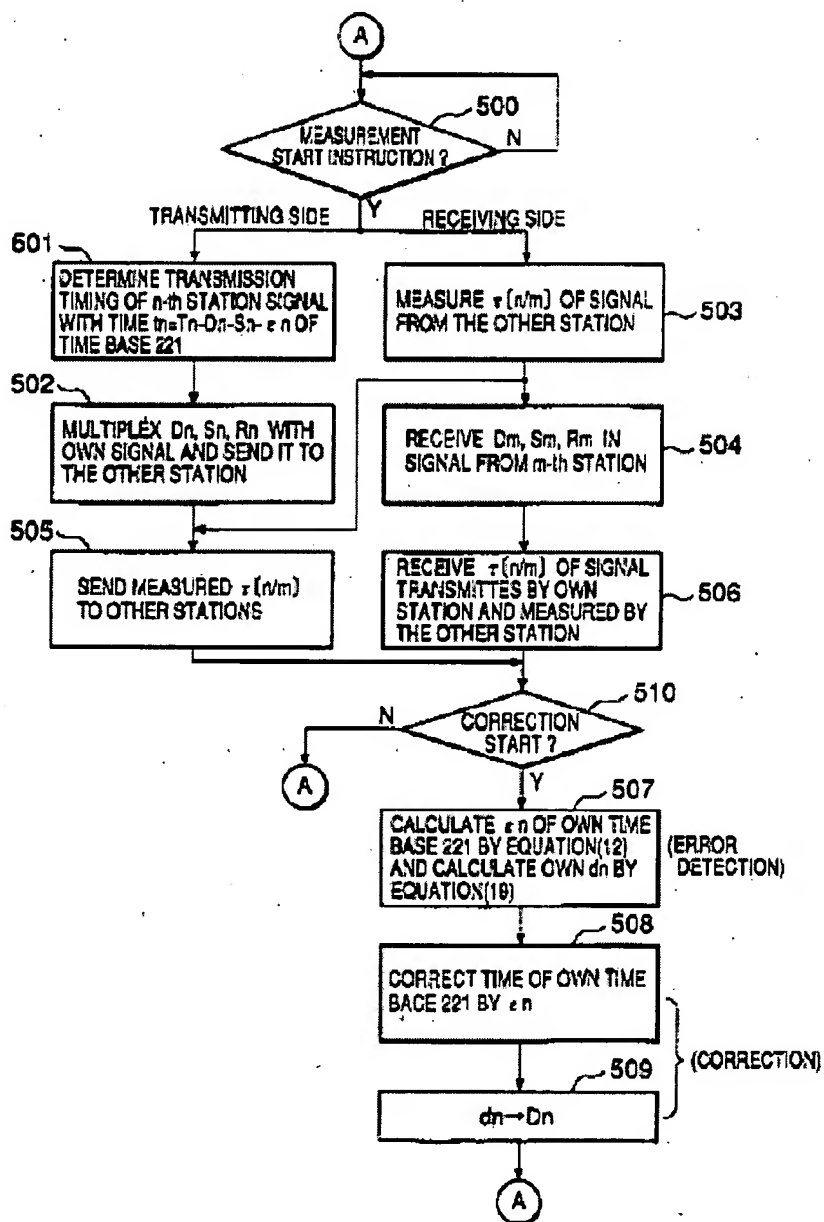 A
500
MEASUREMENT
START INSTRUCTION ?
N
Y
TRANSMITTING SIDE
RECEIVING SIDE
601
DETERMINE TRANSMISSION
TIMING OF n-th STATION SIGNAL
WITH TIME tn=Tn-Dn-Sn- εn OF
TIME BASE 221
MEASURE τ(n/m) OF SIGNAL
FROM THE OTHER STATION
503
502
MULTIPLEX Dn, Sn, Rn WITH
OWN SIGNAL AND SEND IT TO
THE OTHER STATION
RECEIVE Dm, Sm, Rm IN
SIGNAL FROM m-th STATION
504
505
SEND MEASURED τ(n/m)
TO OTHER STATIONS
RECEIVE τ(n/m) OF SIGNAL
TRANSMITTES BY OWN
STATION AND MEASURED BY
THE OTHER STATION
506
510
N
CORRECTION
START ?
A
Y
507
CALCULATE εn OF OWN TIME
BASE 221 BY EQUATION(12)
AND CALCULATE OWN dn BY
EQUATION(19)
(ERROR
DETECTION)
508
CORRECT TIME OF OWN TIME
BACE 221 BY εn
(CORRECTION)
509
dn→Dn
A